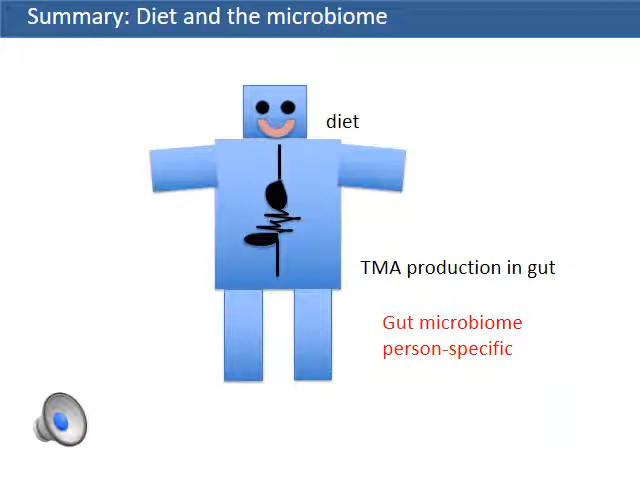 Summary: Diet and the microbiome
diet
TMA production in gut
Gut microbiome
person-specific